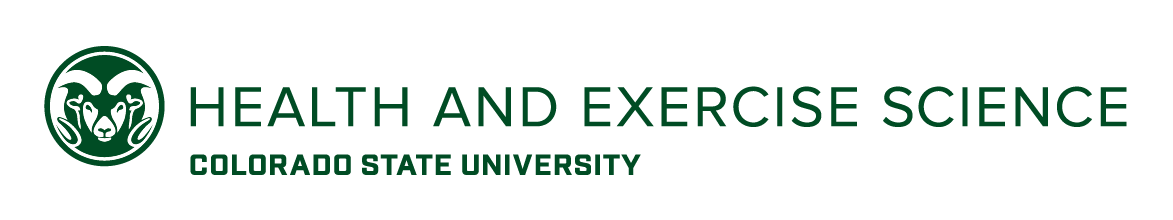 HEALTH AND EXERCISE SCIENCE
COLORADO STATE UNIVERSITY